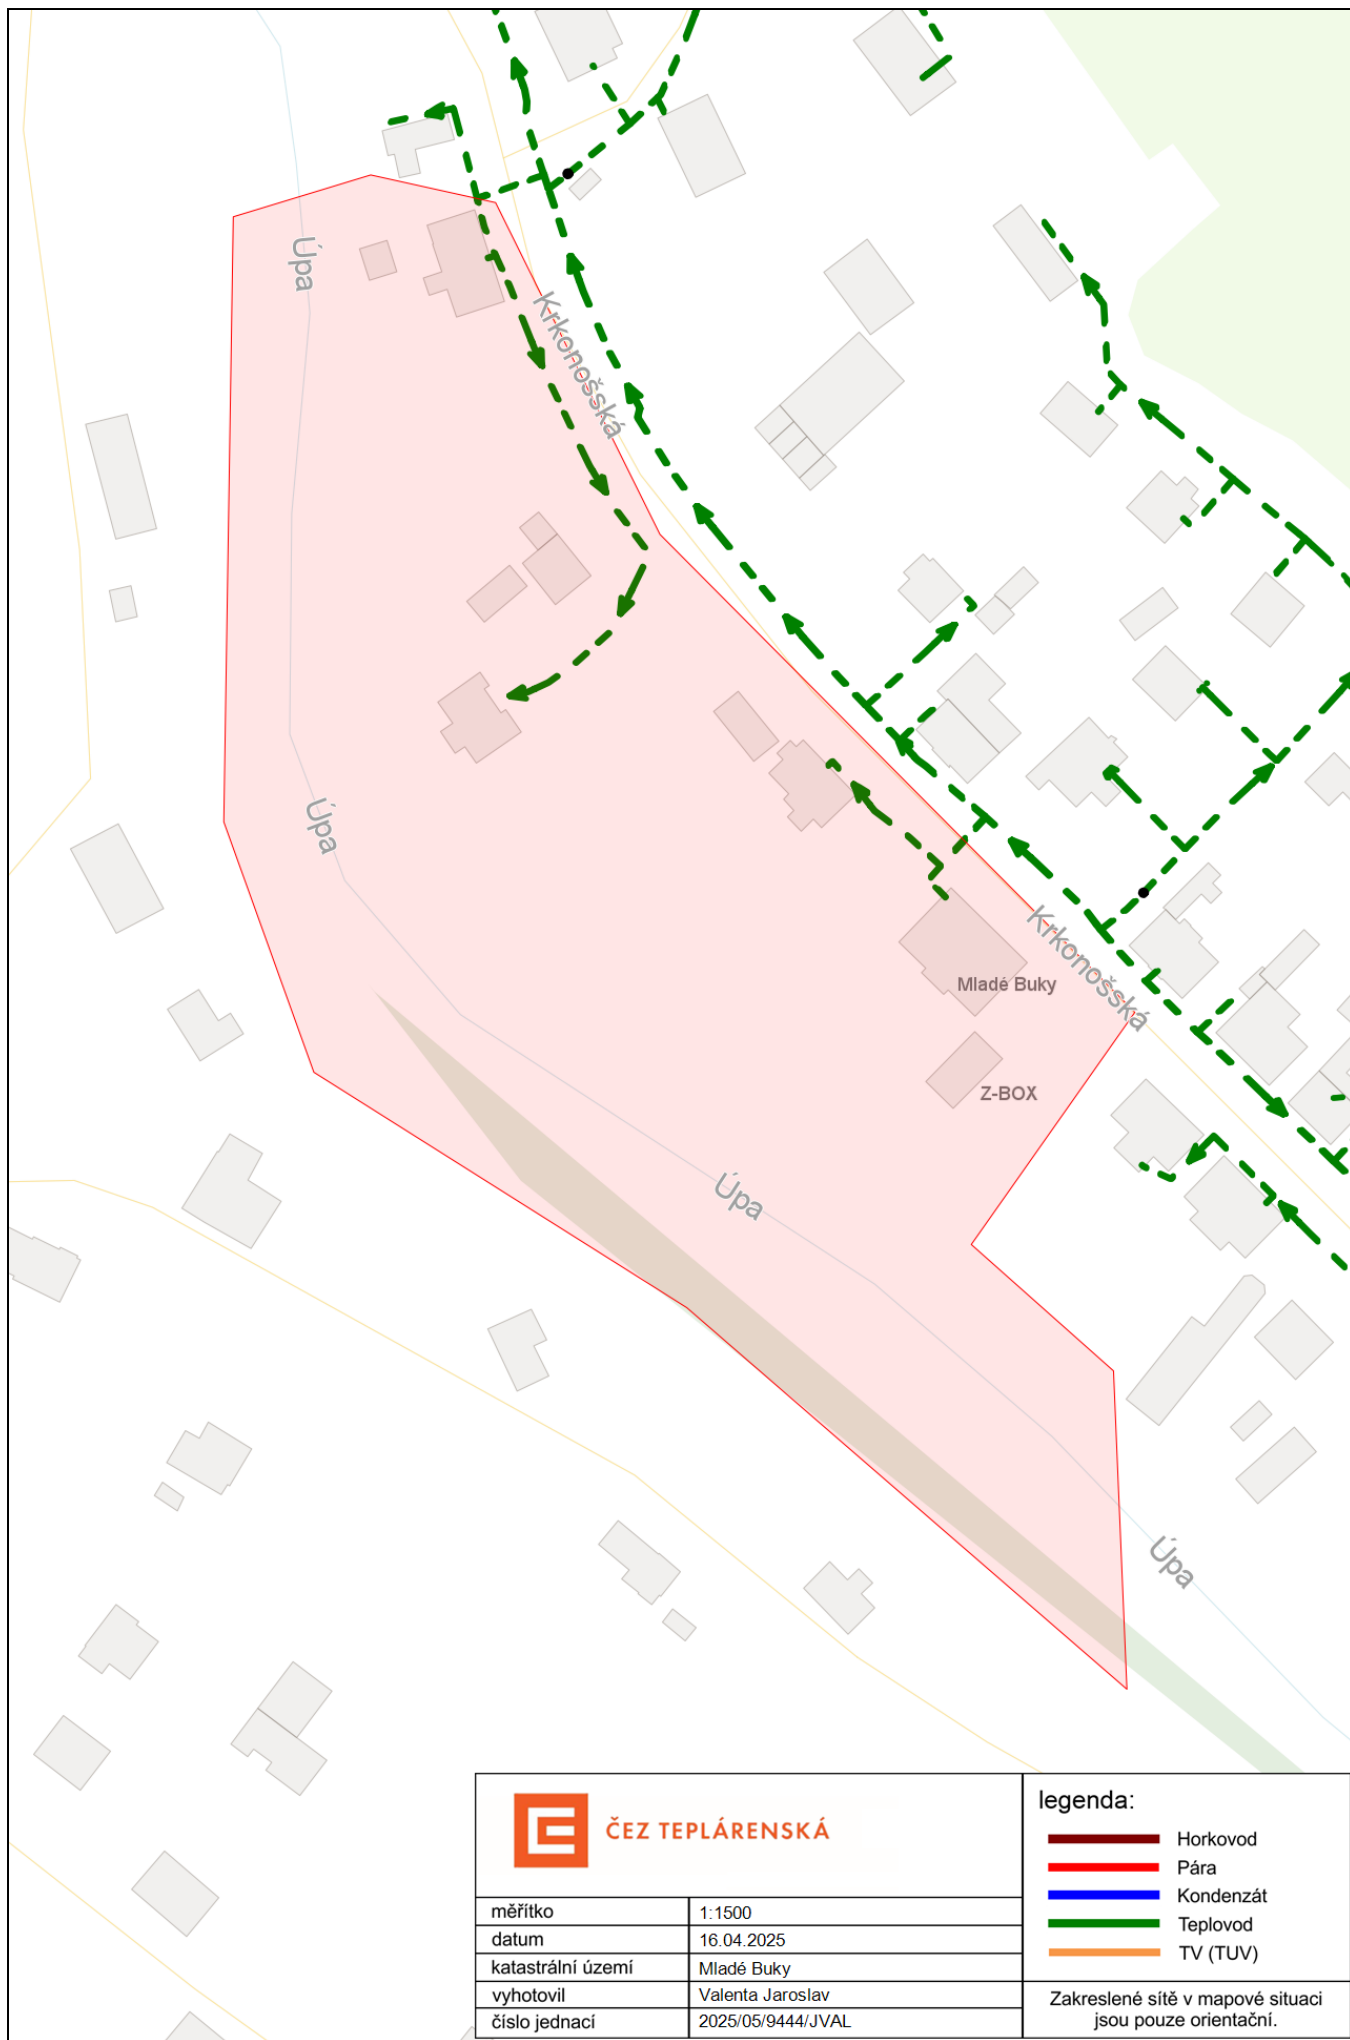 Úpa
Krkonošská
Úpa
Krkonošská
Mladé Buky
Z-BOX
Úpa
Úpa
ČEZ TEPLÁRENSKÁ
měřítko 1:1500
datum 16.04.2025
katastrální území Mladé Buky
vyhotovil Valenta Jaroslav
číslo jednací 2025/05/9444/JVAL
legenda:
Horkovod
Pára
Kondenzát
Teplovod
TV (TUV)
Zakreslené sítě v mapové situaci
jsou pouze orientační.